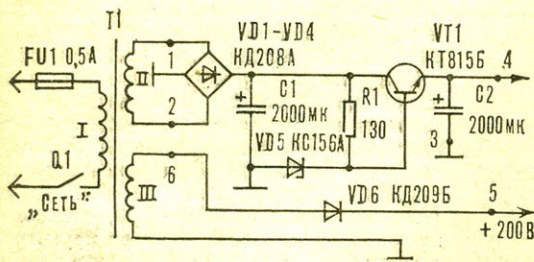 T1
FU1 0,5А
VD1-VD4
КД208А
VT1
КТ815Б
1
II
2
I
C1
2000мк
R1
130
C2
2000мк
4
3
VD5 КС156А
Q1
„Сеть"
6
III
VD6 КД209Б
5
+200В